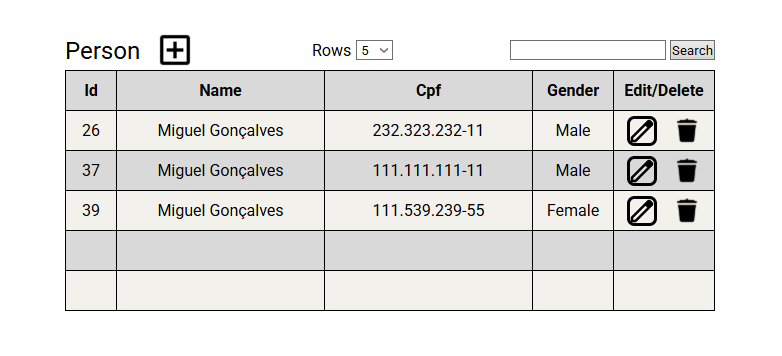 Person Rows 5 Search
Id Name Cpf Gender Edit/Delete
26 Miguel Gonçalves 232.323.232-11 Male
37 Miguel Gonçalves 111.111.111-11 Male
39 Miguel Gonçalves 111.539.239-55 Female